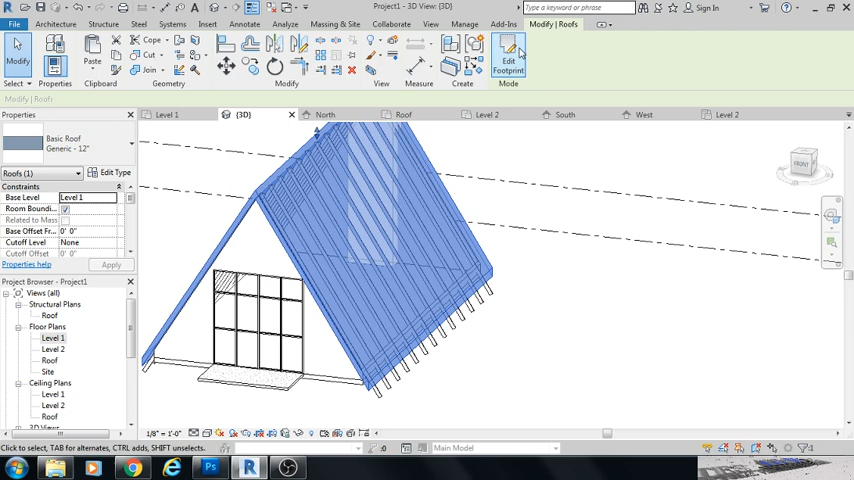 Project1 - 3D View: {3D}
Type a keyword or phrase
Sign In
File Architecture Structure Steel Systems Insert Annotate Analyze Massing & Site Collaborate View Manage Add-Ins Modify | Roofs
Modify
Properties
Paste
Cut
Join
Edit
Footprint
Select Properties Clipboard Geometry Modify View Measure Create Mode
Modify | Roofs
Properties
Level 1 {3D} North Roof Level 2 South West Level 2
Basic Roof
Generic - 12"
FRONT
Roofs (1) Edit Type
Constraints
Base Level Level 1
Room Boundi...
Related to Mass
Base Offset Fr... 0' 0"
Cutoff Level None
Cutoff Offset 0' 0"
Properties help Apply
Project Browser - Project1
Views (all)
Structural Plans
Roof
Floor Plans
Level 1
Level 2
Roof
Site
Ceiling Plans
Level 1
Level 2
Roof
3D Views
1/8" = 1'-0"
Click to select, TAB for alternates, CTRL adds, SHIFT unselects.
:0 Main Model
:1